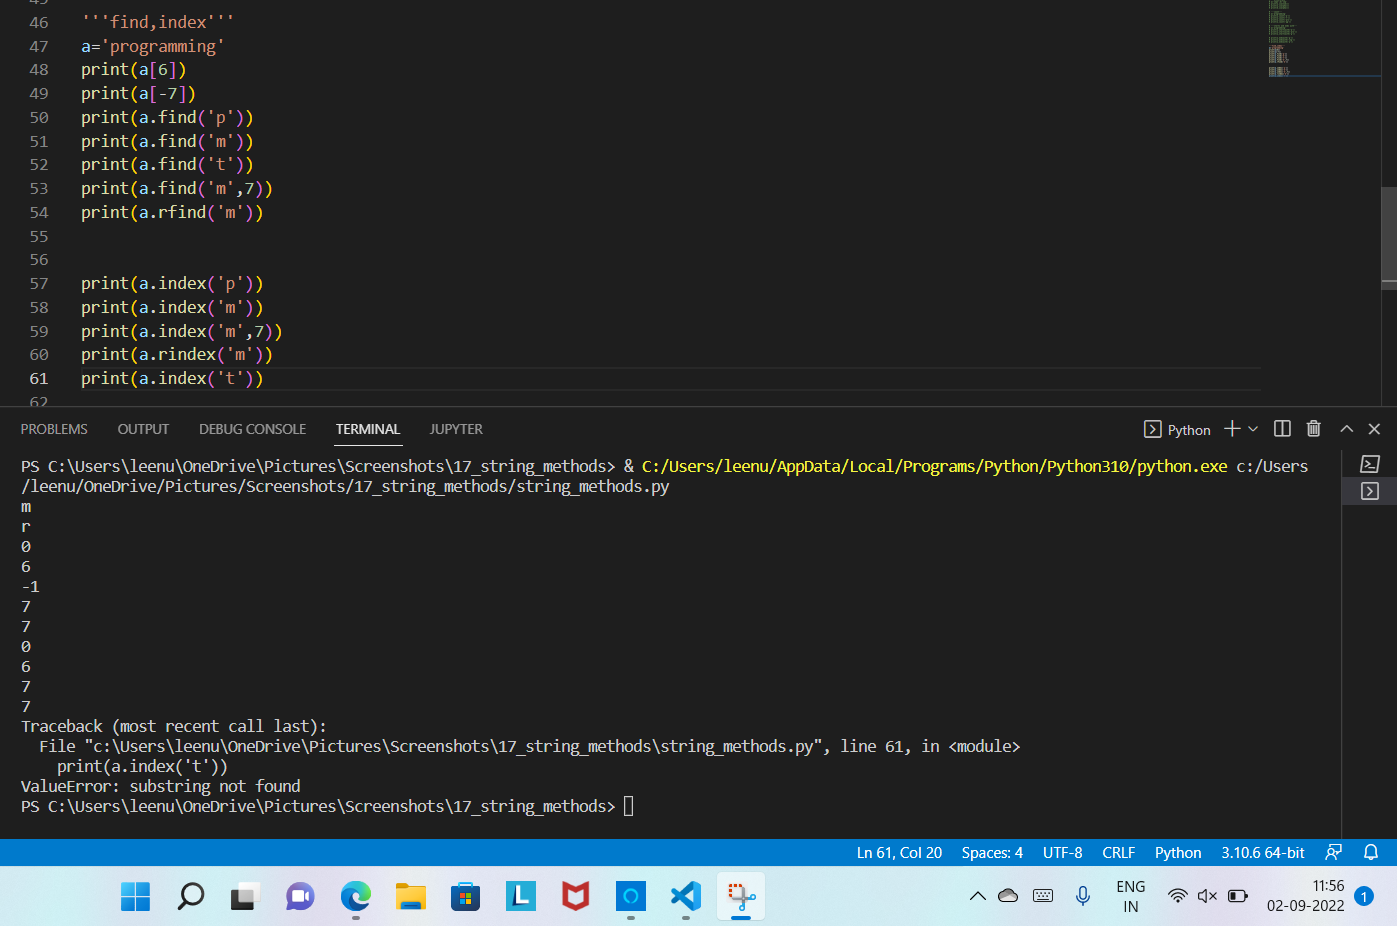 46 '''find,index'''
47 a='programming'
48 print(a[6])
49 print(a[-7])
50 print(a.find('p'))
51 print(a.find('m'))
52 print(a.find('t'))
53 print(a.find('m',7))
54 print(a.rfind('m'))
55
56
57 print(a.index('p'))
58 print(a.index('m'))
59 print(a.index('m',7))
60 print(a.rindex('m'))
61 print(a.index('t'))
62
PROBLEMS OUTPUT DEBUG CONSOLE TERMINAL JUPYTER Python
PS C:\Users\leenu\OneDrive\Pictures\Screenshots\17_string_methods> & C:/Users/leenu/AppData/Local/Programs/Python/Python310/python.exe c:/Users
/leenu/OneDrive/Pictures/Screenshots/17_string_methods/string_methods.py
m
r
0
6
-1
7
7
0
6
7
7
Traceback (most recent call last):
  File "c:\Users\leenu\OneDrive\Pictures\Screenshots\17_string_methods\string_methods.py", line 61, in <module>
    print(a.index('t'))
ValueError: substring not found
PS C:\Users\leenu\OneDrive\Pictures\Screenshots\17_string_methods>
Ln 61, Col 20 Spaces: 4 UTF-8 CRLF Python 3.10.6 64-bit
L
ENG
IN
11:56
02-09-2022
1